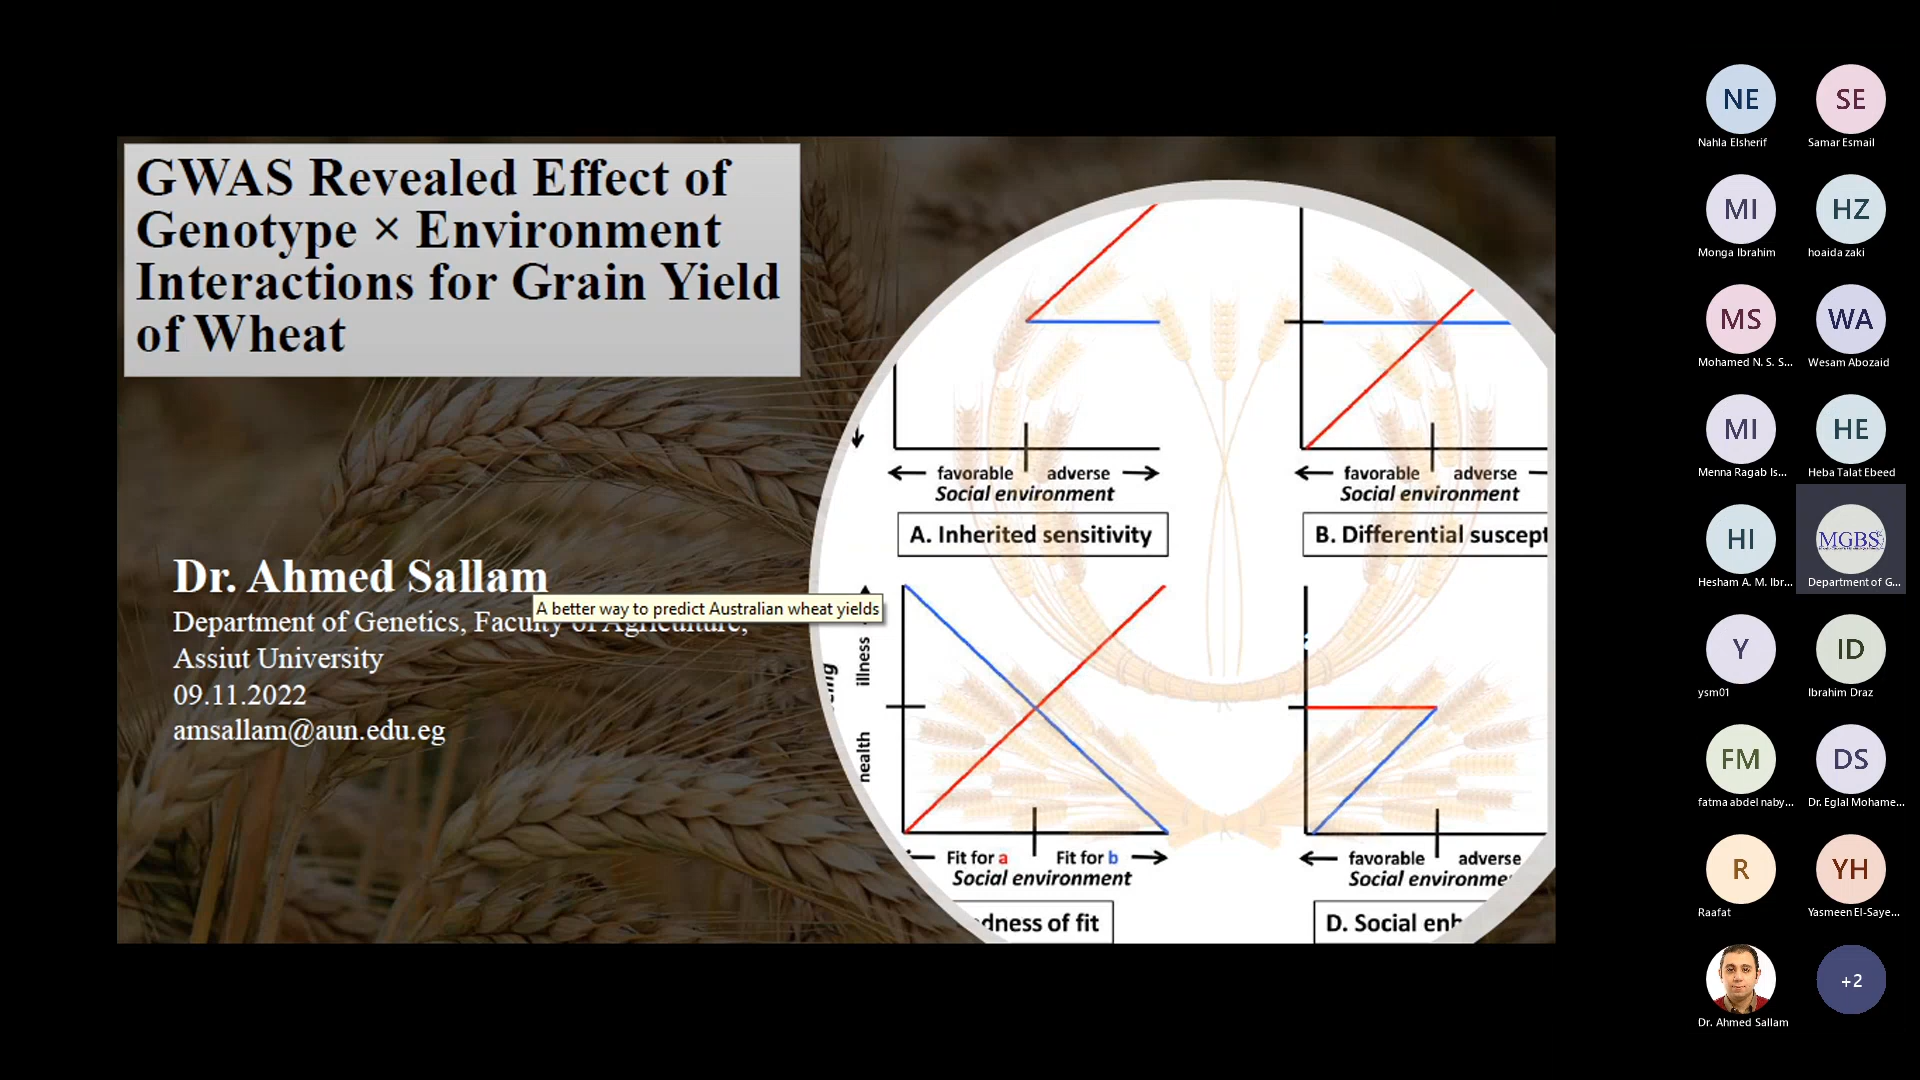 GWAS Revealed Effect of
Genotype × Environment
Interactions for Grain Yield
of Wheat
Dr. Ahmed Sallam
A better way to predict Australian wheat yields
Department of Genetics, Faculty of Agriculture,
Assiut University
09.11.2022
amsallam@aun.edu.eg
favorable adverse
Social environment
A. Inherited sensitivity
favorable adverse
Social environment
B. Differential suscept
illness
health
Fit for a Fit for b
Social environment
dness of fit
favorable adverse
Social environme
D. Social enh
NE
Nahla Elsherif
SE
Samar Esmail
MI
Monga Ibrahim
HZ
hoaida zaki
MS
Mohamed N. S. S...
WA
Wesam Abozaid
MI
Menna Ragab Is...
HE
Heba Talat Ebeed
HI
Hesham A. M. Ibr...
MGBS
Department of G...
Y
ysm01
ID
Ibrahim Draz
FM
fatma abdel naby...
DS
Dr. Eglal Mohame...
R
Raafat
YH
Yasmeen El-Saye...
Dr. Ahmed Sallam
+2